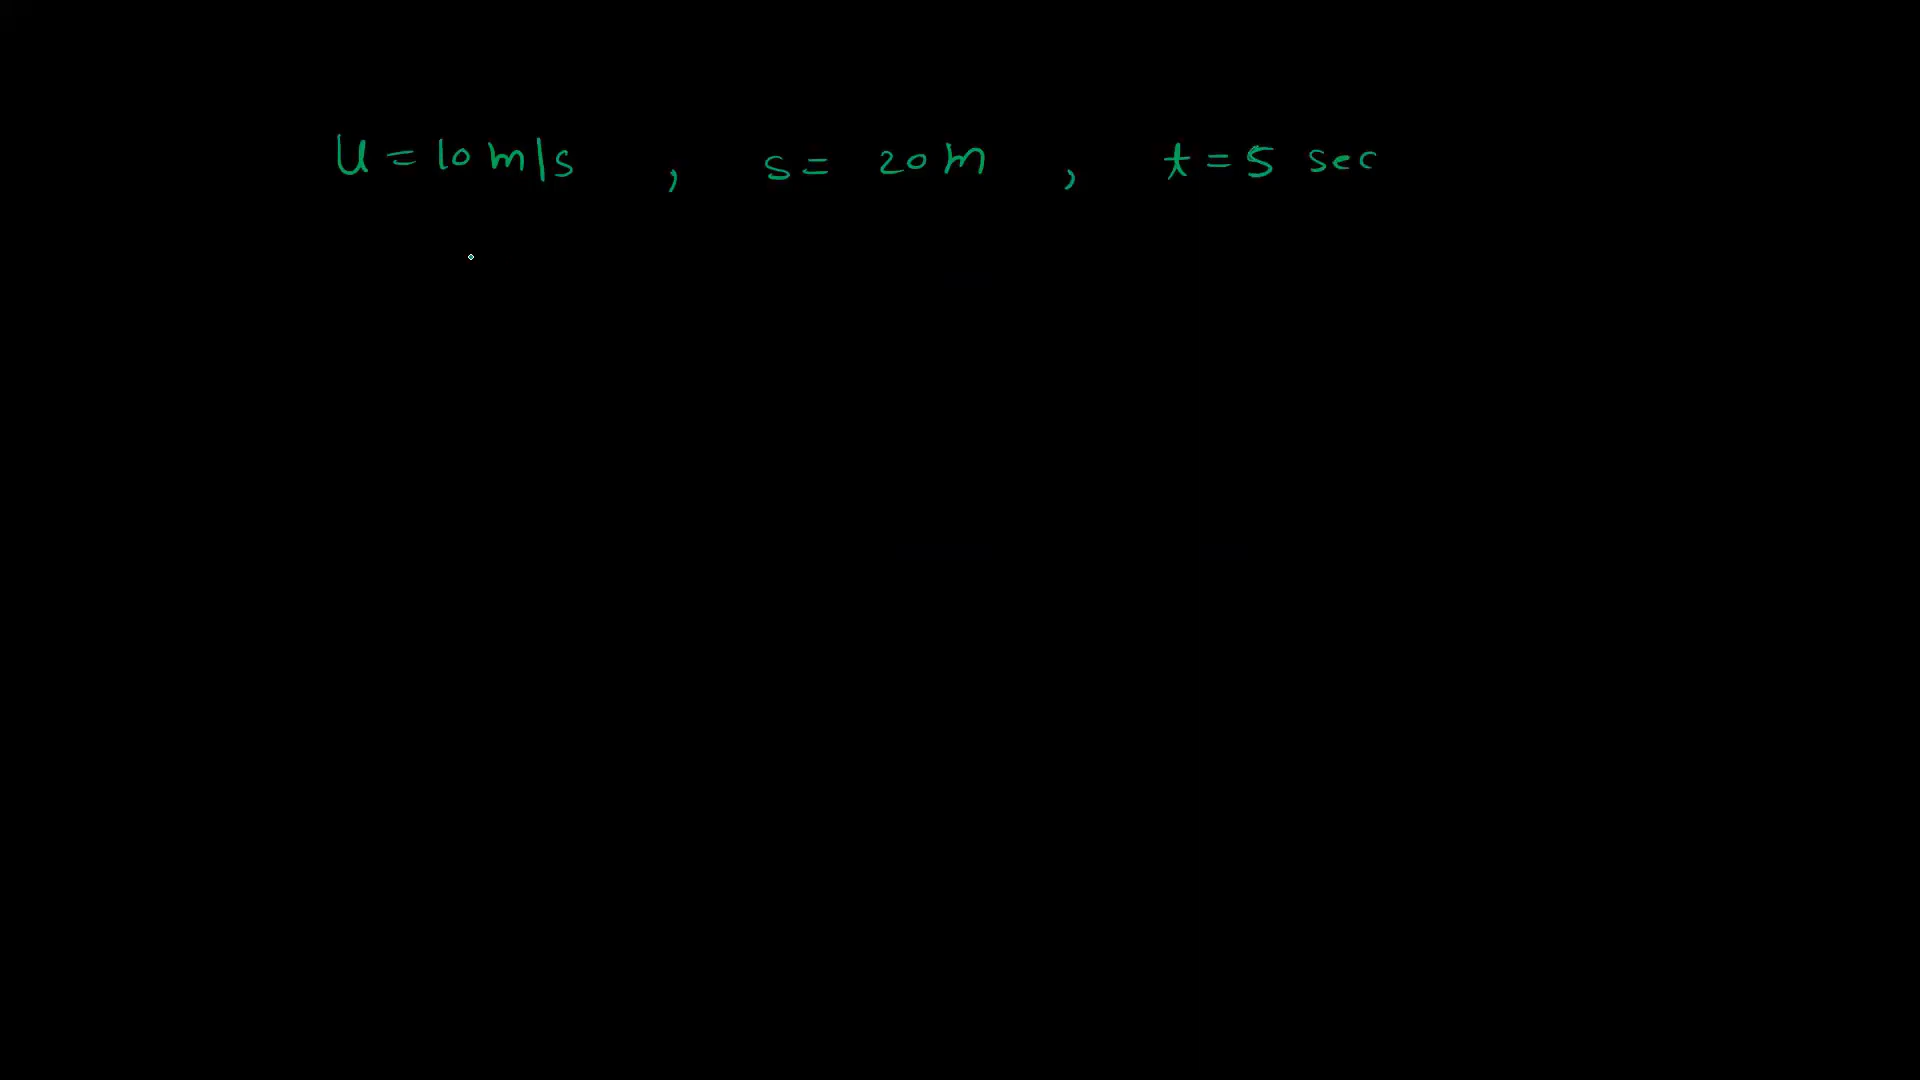 u = 10 m/s , s = 20 m , t = 5 sec